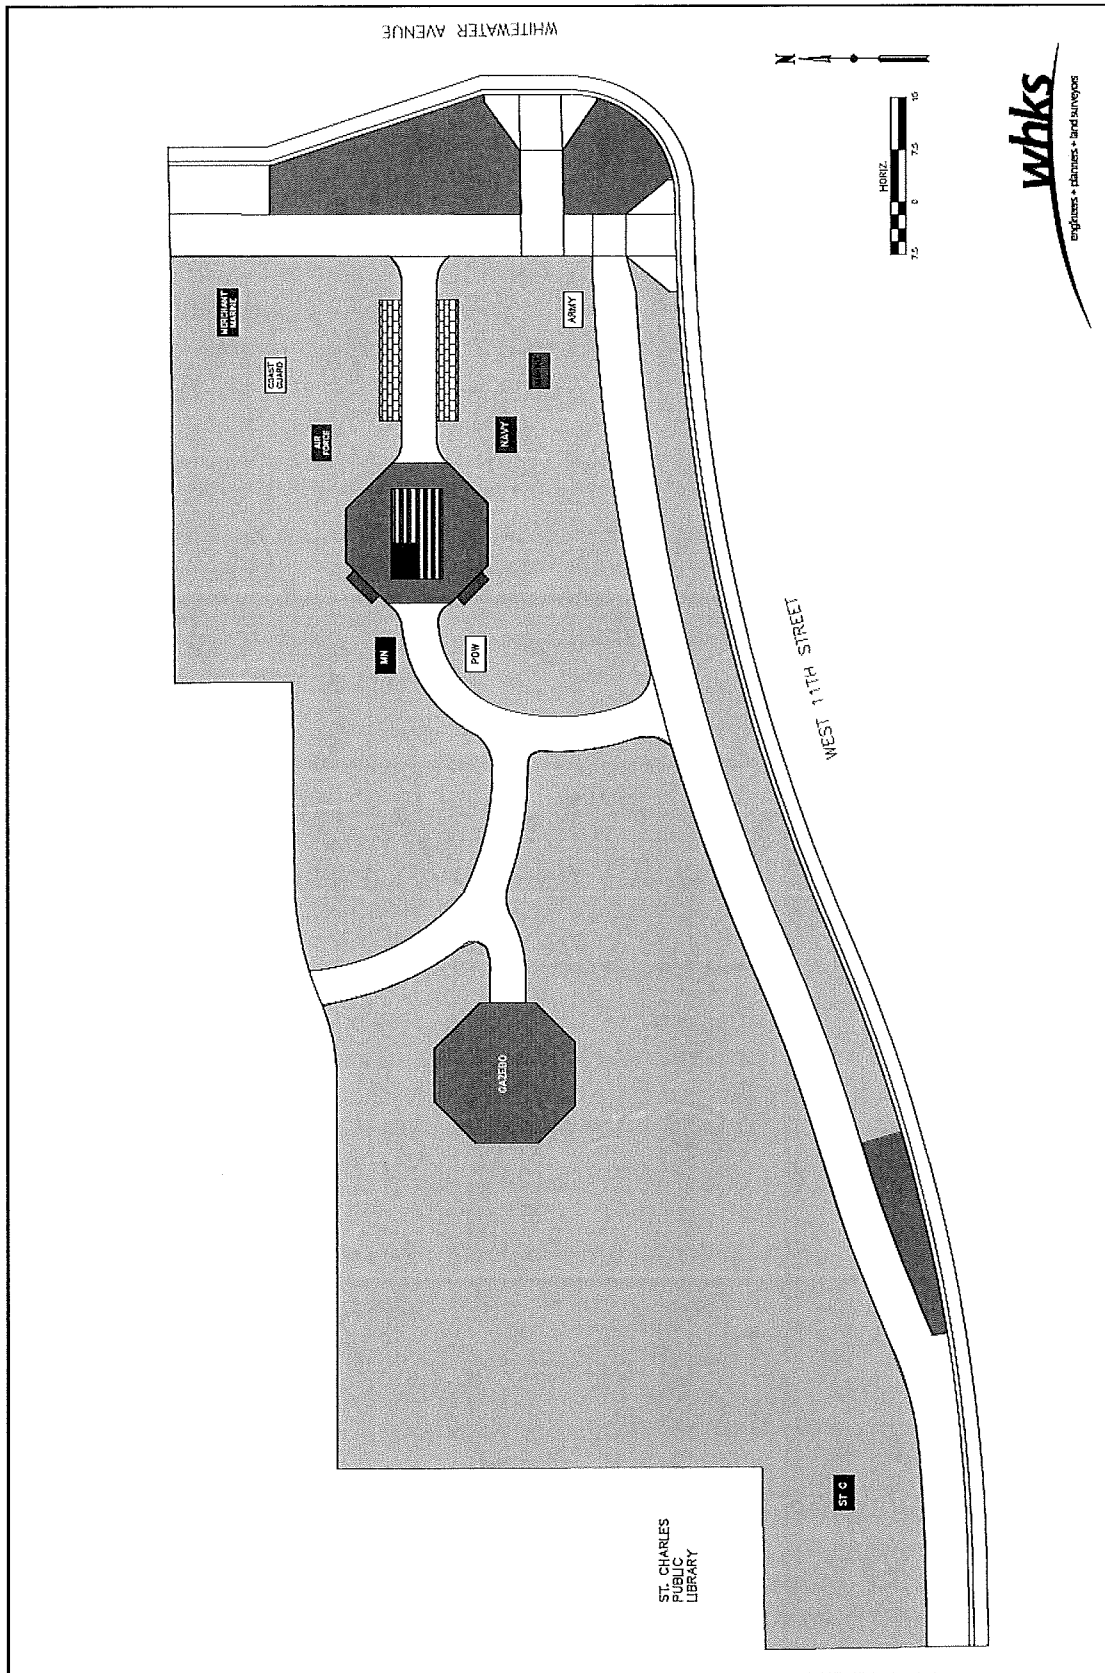 WHITEWATER AVENUE
N
HORIZ.
7.5
0
7.5
15
whks
engineers + planners + land surveyors
MERCHANT
MARINE
COAST
GUARD
AIR
FORCE
ARMY
NAVY
MN
POW
WEST 11TH STREET
GAZEBO
ST C
ST. CHARLES
PUBLIC
LIBRARY